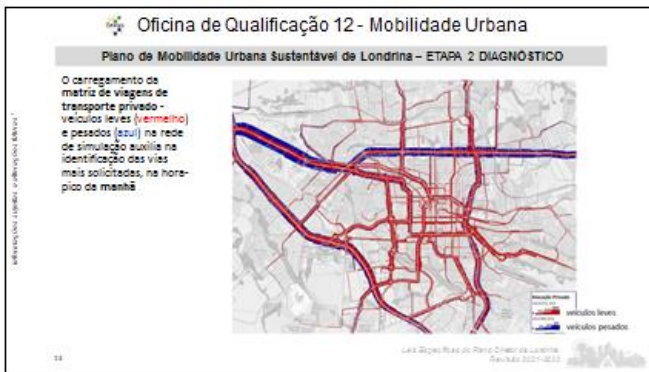 Oficina de Qualificação 12 - Mobilidade Urbana
Plano de Mobilidade Urbana Sustentável de Londrina – ETAPA 2 DIAGNÓSTICO
O carregamento da
matriz de viagens de
transporte privado -
veículos leves (vermelho)
e pesados (azul) na rede
de simulação auxilia na
identificação das vias
mais solicitadas, na hora-
pico da manhã
veículos leves
veículos pesados
Leis Específicas do Plano Diretor de Londrina